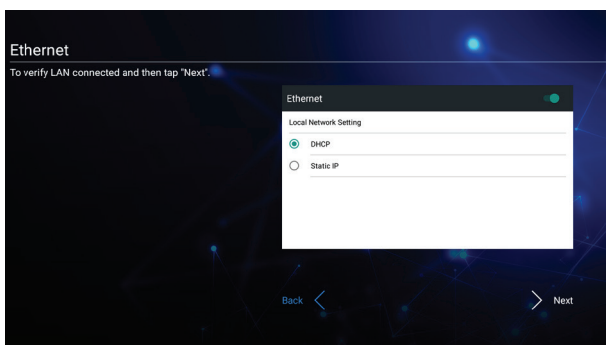 Ethernet
To verify LAN connected and then tap "Next".
Ethernet
Local Network Setting
DHCP
Static IP
Back
Next